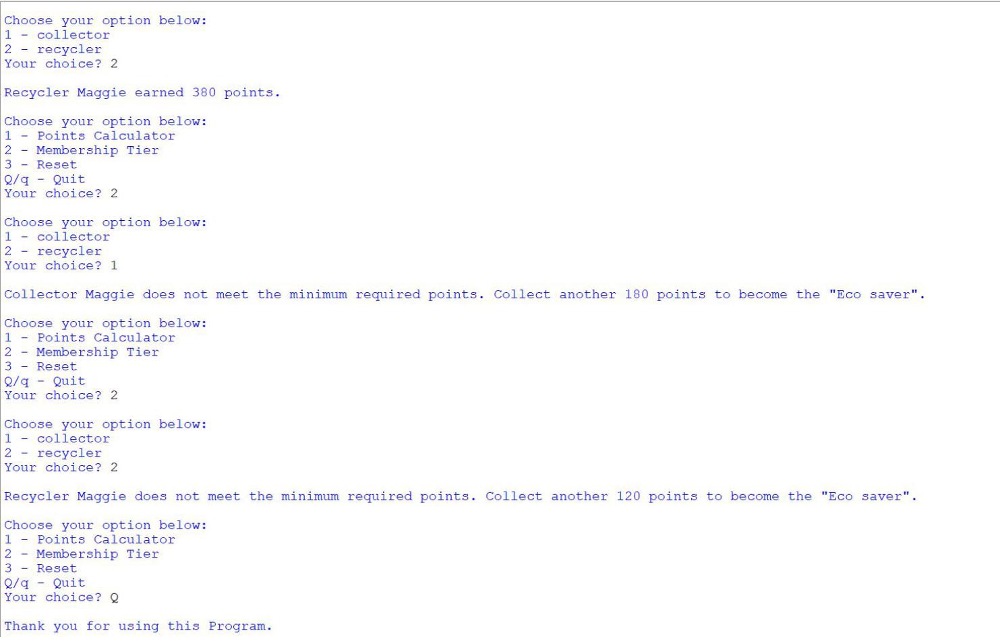 Choose your option below:
1 - collector
2 - recycler
Your choice? 2
Recycler Maggie earned 380 points.
Choose your option below:
1 - Points Calculator
2 - Membership Tier
3 - Reset
Q/q - Quit
Your choice? 2
Choose your option below:
1 - collector
2 - recycler
Your choice? 1
Collector Maggie does not meet the minimum required points. Collect another 180 points to become the "Eco saver".
Choose your option below:
1 - Points Calculator
2 - Membership Tier
3 - Reset
Q/q - Quit
Your choice? 2
Choose your option below:
1 - collector
2 - recycler
Your choice? 2
Recycler Maggie does not meet the minimum required points. Collect another 120 points to become the "Eco saver".
Choose your option below:
1 - Points Calculator
2 - Membership Tier
3 - Reset
Q/q - Quit
Your choice? Q
Thank you for using this Program.